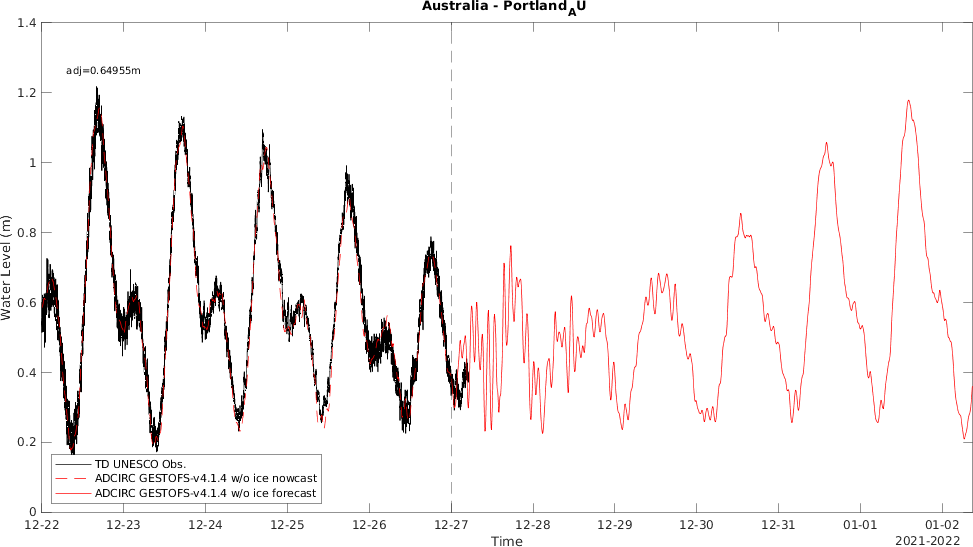 Australia - Portland_AU
1.4
adj=0.64955m
1.2
1
0.8
Water Level (m)
0.6
0.4
0.2
0
TD UNESCO Obs.
ADCIRC GESTOFS-v4.1.4 w/o ice nowcast
ADCIRC GESTOFS-v4.1.4 w/o ice forecast
12-22 12-23 12-24 12-25 12-26 12-27 12-28 12-29 12-30 12-31 01-01 01-02
Time
2021-2022